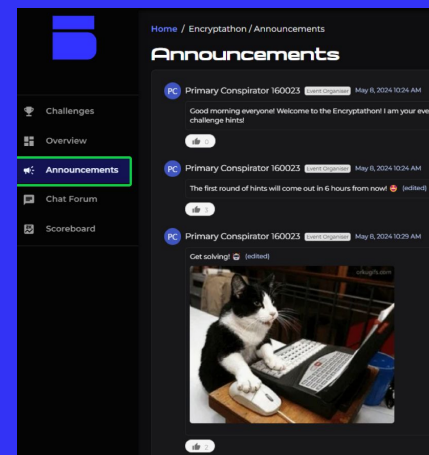 Home / Encryptathon / Announcements
Announcements
PC Primary Conspirator 160023 Event Organiser May 8, 2024 10:24 AM
Good morning everyone! Welcome to the Encryptathon! I am your eve
challenge hints!
0
Challenges
Overview
Announcements
Chat Forum
Scoreboard
PC Primary Conspirator 160023 Event Organiser May 8, 2024 10:24 AM
The first round of hints will come out in 6 hours from now! 🤩 (edited)
3
PC Primary Conspirator 160023 Event Organiser May 8, 2024 10:29 AM
Get solving! (edited)
orkugifs.com
2